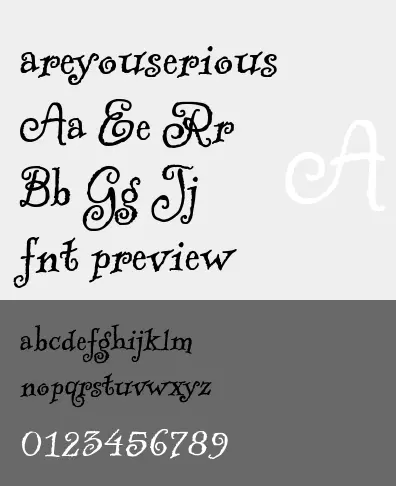 areyouserious
Aa Ee Rr
A
Bb Gg Jj
fnt preview
abcdefghijklm
nopqrstuvwxyz
0123456789